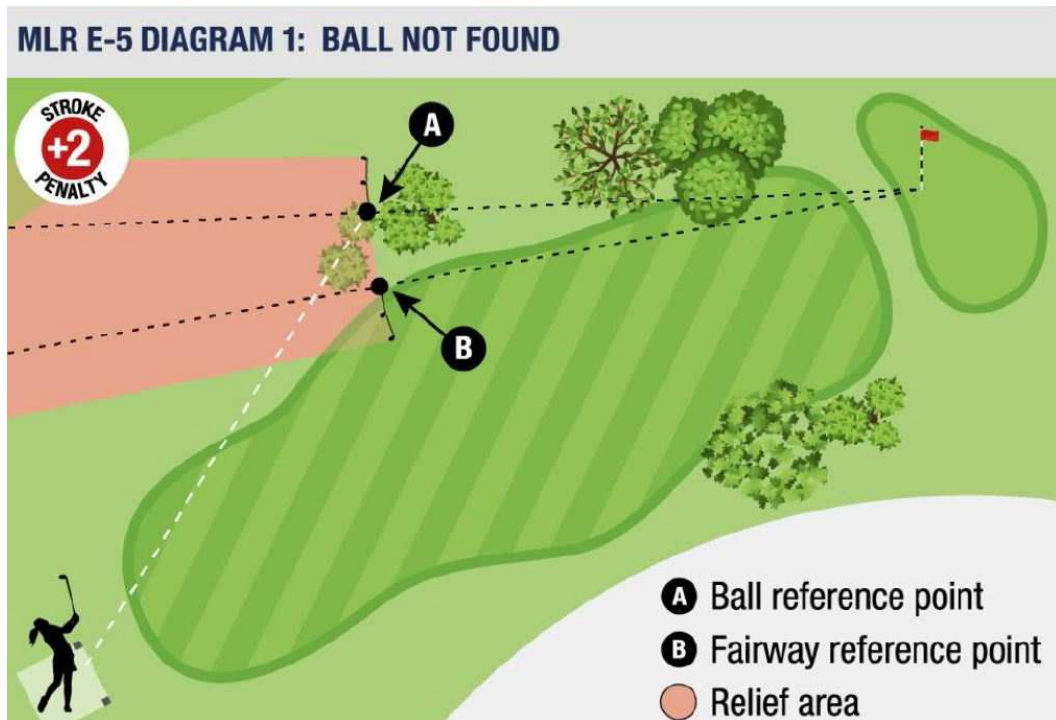 MLR E-5 DIAGRAM 1: BALL NOT FOUND
STROKE
+2
PENALTY
A
B
A Ball reference point
B Fairway reference point
Relief area